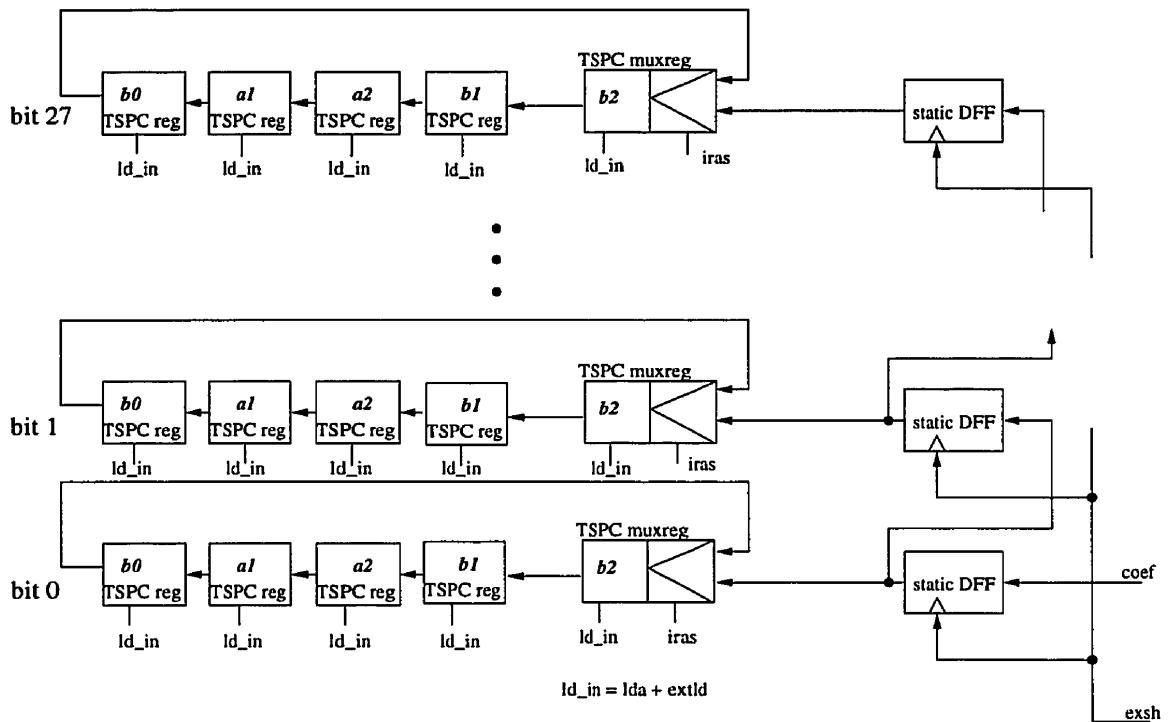 TSPC muxreg
b0 a1 a2 b1 b2
bit 27 TSPC reg TSPC reg TSPC reg TSPC reg static DFF
ld_in ld_in ld_in ld_in ld_in iras
TSPC muxreg
b0 a1 a2 b1 b2
bit 1 TSPC reg TSPC reg TSPC reg TSPC reg static DFF
ld_in ld_in ld_in ld_in ld_in iras
TSPC muxreg
b0 a1 a2 b1 b2
bit 0 TSPC reg TSPC reg TSPC reg TSPC reg static DFF coef
ld_in ld_in ld_in ld_in ld_in iras
ld_in = lda + extld
exsh